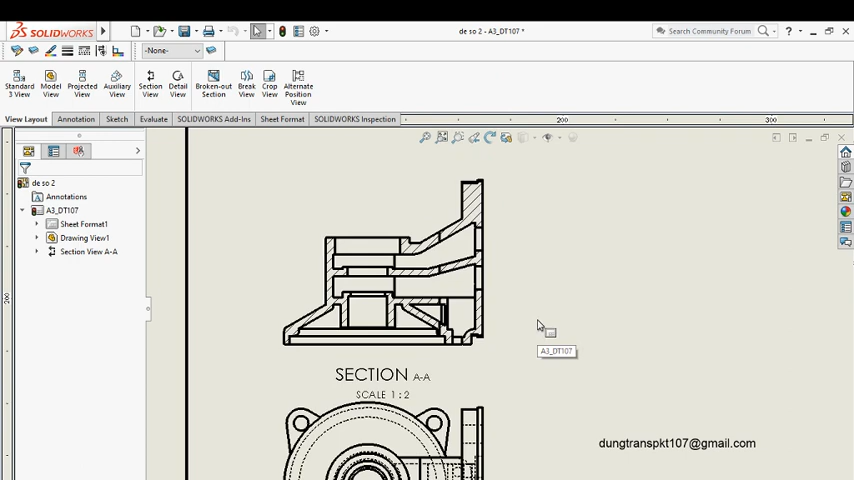 SOLIDWORKS
de so 2 - A3_DT107 *
Search Community Forum
-None-
Standard 3 View
Model View
Projected View
Auxiliary View
Section View
Detail View
Broken-out Section
Break View
Crop View
Alternate Position View
View Layout
Annotation
Sketch
Evaluate
SOLIDWORKS Add-Ins
Sheet Format
SOLIDWORKS Inspection
200
300
de so 2
Annotations
A3_DT107
Sheet Format1
Drawing View1
Section View A-A
200
A3_DT107
SECTION A-A
SCALE 1 : 2
dungtranspkt107@gmail.com